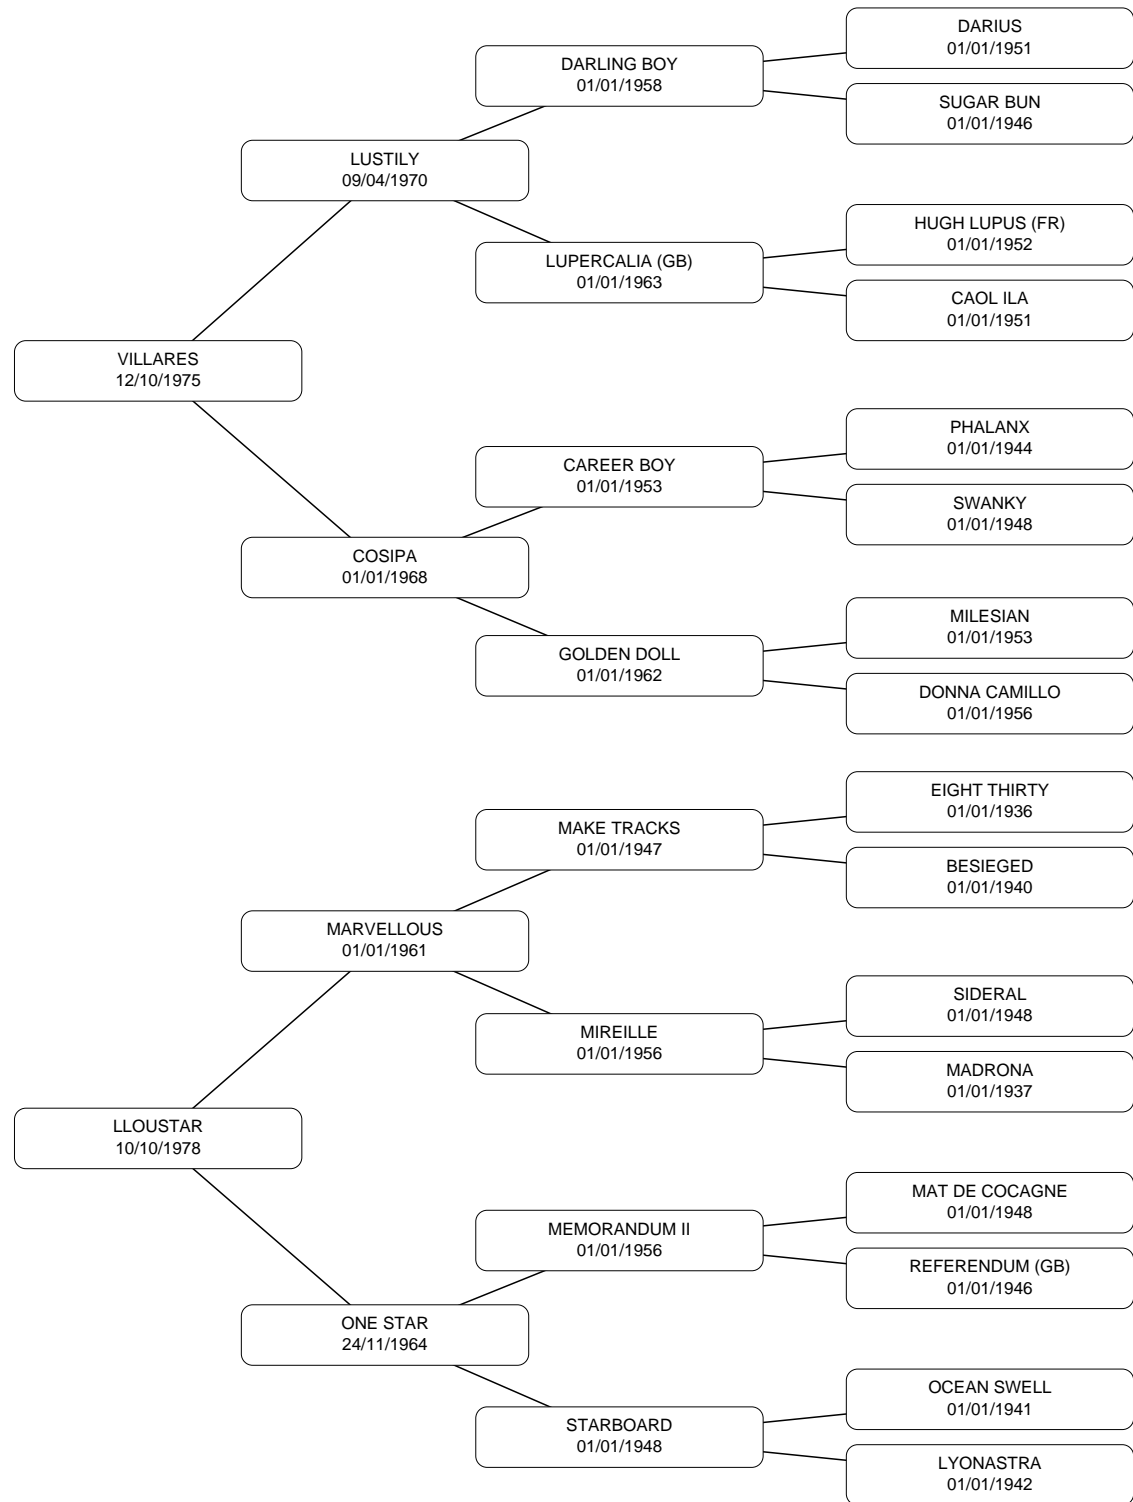 DARIUS
01/01/1951
DARLING BOY
01/01/1958
SUGAR BUN
01/01/1946
LUSTILY
09/04/1970
HUGH LUPUS (FR)
01/01/1952
LUPERCALIA (GB)
01/01/1963
CAOL ILA
01/01/1951
VILLARES
12/10/1975
PHALANX
01/01/1944
CAREER BOY
01/01/1953
SWANKY
01/01/1948
COSIPA
01/01/1968
MILESIAN
01/01/1953
GOLDEN DOLL
01/01/1962
DONNA CAMILLO
01/01/1956
EIGHT THIRTY
01/01/1936
MAKE TRACKS
01/01/1947
BESIEGED
01/01/1940
MARVELLOUS
01/01/1961
SIDERAL
01/01/1948
MIREILLE
01/01/1956
MADRONA
01/01/1937
LLOUSTAR
10/10/1978
MAT DE COCAGNE
01/01/1948
MEMORANDUM II
01/01/1956
REFERENDUM (GB)
01/01/1946
ONE STAR
24/11/1964
OCEAN SWELL
01/01/1941
STARBOARD
01/01/1948
LYONASTRA
01/01/1942